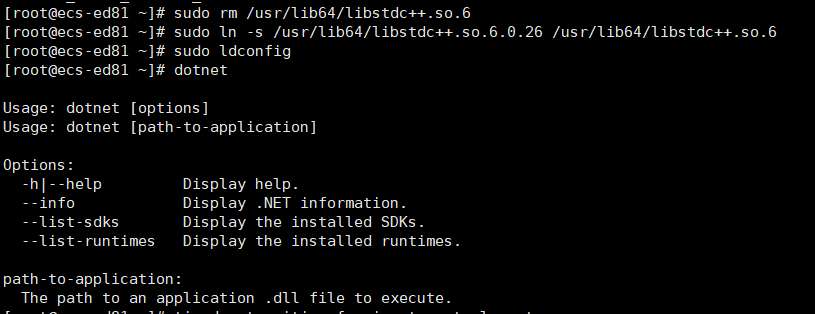 [root@ecs-ed81 ~]# sudo rm /usr/lib64/libstdc++.so.6
[root@ecs-ed81 ~]# sudo ln -s /usr/lib64/libstdc++.so.6.0.26 /usr/lib64/libstdc++.so.6
[root@ecs-ed81 ~]# sudo ldconfig
[root@ecs-ed81 ~]# dotnet
Usage: dotnet [options]
Usage: dotnet [path-to-application]
Options:
-h|--help Display help.
--info Display .NET information.
--list-sdks Display the installed SDKs.
--list-runtimes Display the installed runtimes.
path-to-application:
The path to an application .dll file to execute.